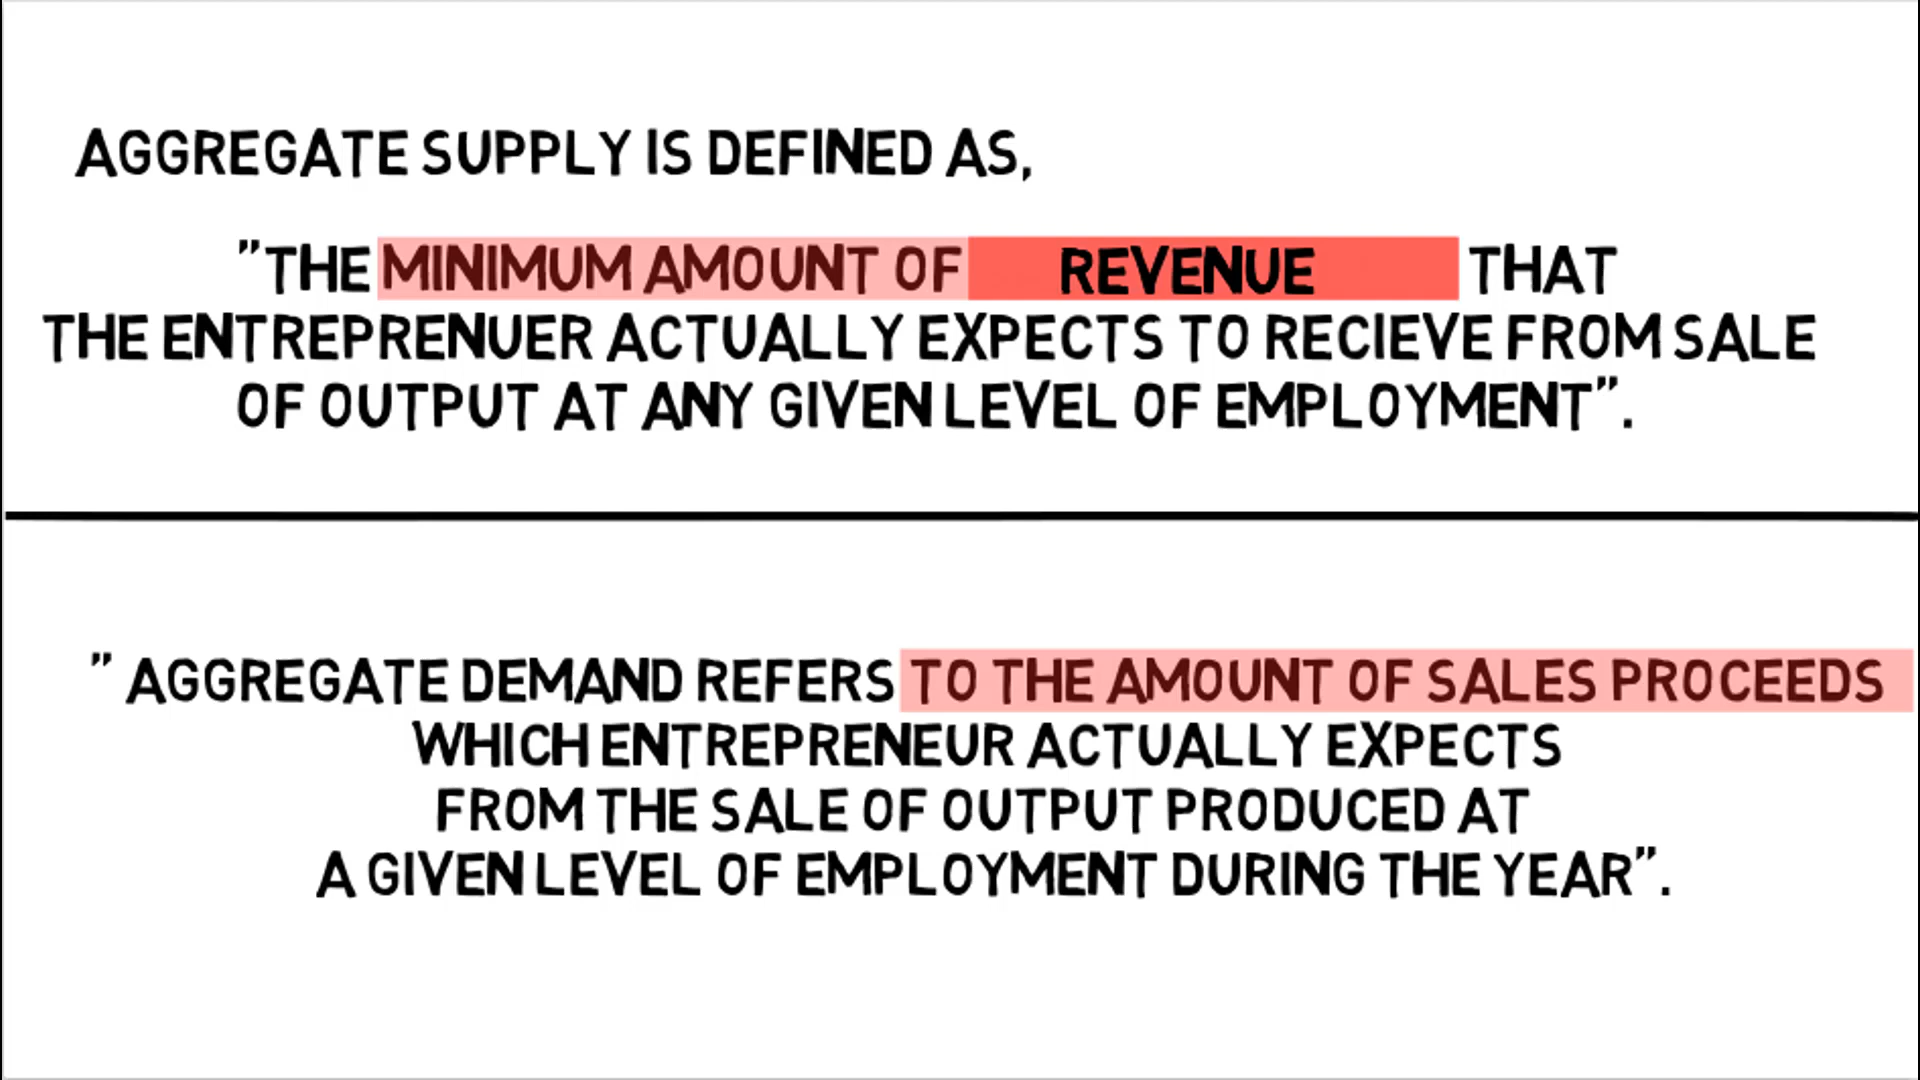 AGGREGATE SUPPLY IS DEFINED AS,
"THE MINIMUM AMOUNT OF REVENUE THAT
THE ENTREPRENUER ACTUALLY EXPECTS TO RECIEVE FROM SALE
OF OUTPUT AT ANY GIVEN LEVEL OF EMPLOYMENT".
" AGGREGATE DEMAND REFERS TO THE AMOUNT OF SALES PROCEEDS
WHICH ENTREPRENEUR ACTUALLY EXPECTS
FROM THE SALE OF OUTPUT PRODUCED AT
A GIVEN LEVEL OF EMPLOYMENT DURING THE YEAR".